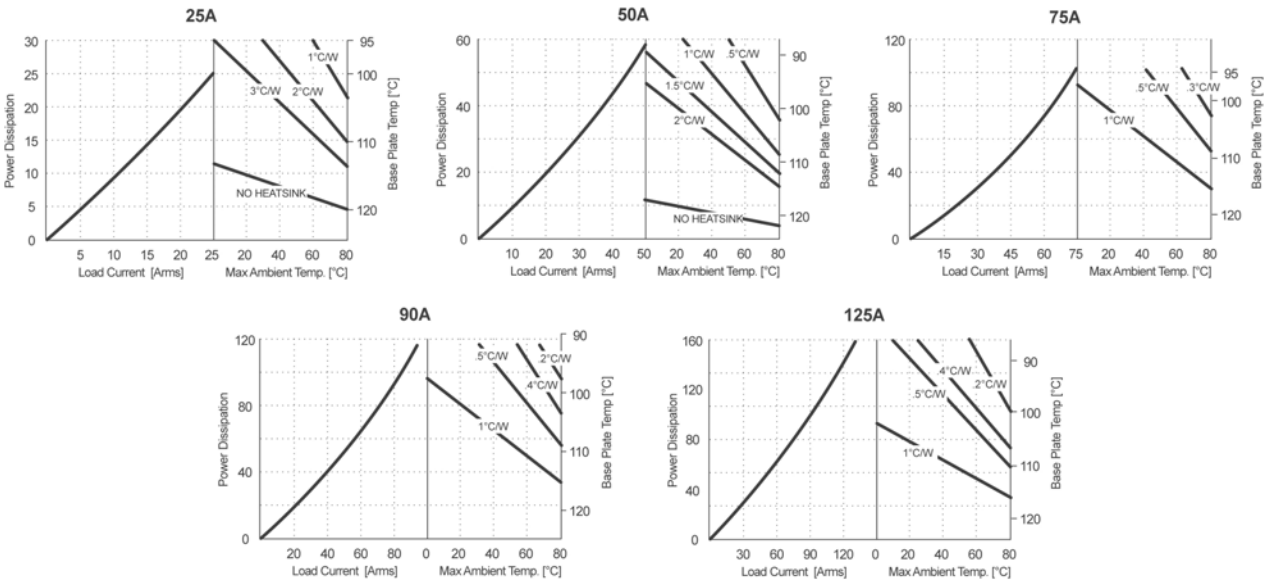 25A
30
25
20
15
10
5
0
Power Dissipation
5 10 15 20 25 20 40 60 80
Load Current [Arms] Max Ambient Temp. [°C]
1°C/W
3°C/W 2°C/W
NO HEATSINK
95
100
110
120
Base Plate Temp [°C]
50A
60
40
20
0
Power Dissipation
10 20 30 40 50 20 40 60 80
Load Current [Arms] Max Ambient Temp. [°C]
1°C/W .5°C/W
1.5°C/W
2°C/W
NO HEATSINK
90
100
110
120
Base Plate Temp [°C]
75A
120
80
40
0
Power Dissipation
15 30 45 60 75 20 40 60 80
Load Current [Arms] Max Ambient Temp. [°C]
.5°C/W .3°C/W
1°C/W
95
100
110
120
Base Plate Temp [°C]
90A
120
80
40
0
Power Dissipation
20 40 60 80 0 20 40 60 80
Load Current [Arms] Max Ambient Temp. [°C]
.5°C/W .2°C/W
.4°C/W
1°C/W
90
100
110
120
Base Plate Temp [°C]
125A
160
120
80
40
0
Power Dissipation
30 60 90 120 0 20 40 60 80
Load Current [Arms] Max Ambient Temp. [°C]
.4°C/W .2°C/W
.5°C/W
1°C/W
90
100
110
120
Base Plate Temp [°C]